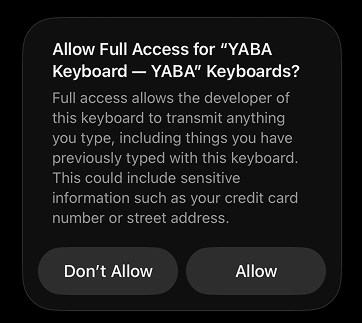 Allow Full Access for “YABA
Keyboard — YABA” Keyboards?
Full access allows the developer of
this keyboard to transmit anything
you type, including things you have
previously typed with this keyboard.
This could include sensitive
information such as your credit card
number or street address.
Don’t Allow
Allow